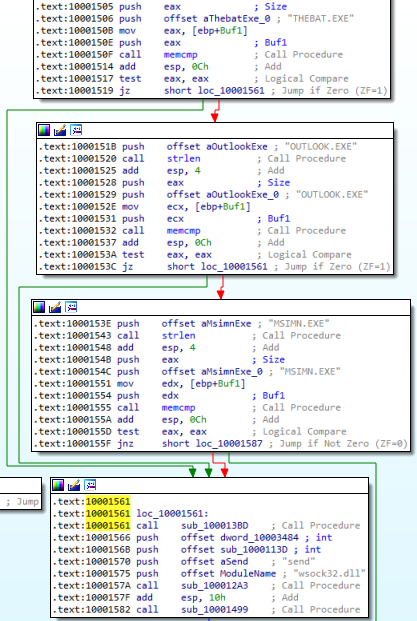 .text:10001505 push    eax             ; Size
.text:10001506 push    offset aThebatExe_0 ; "THEBAT.EXE"
.text:1000150B mov     eax, [ebp+Buf1]
.text:1000150E push    eax             ; Buf1
.text:1000150F call    memcmp          ; Call Procedure
.text:10001514 add     esp, 0Ch        ; Add
.text:10001517 test    eax, eax        ; Logical Compare
.text:10001519 jz      short loc_10001561 ; Jump if Zero (ZF=1)
.text:1000151B push    offset aOutlookExe ; "OUTLOOK.EXE"
.text:10001520 call    strlen          ; Call Procedure
.text:10001525 add     esp, 4          ; Add
.text:10001528 push    eax             ; Size
.text:10001529 push    offset aOutlookExe_0 ; "OUTLOOK.EXE"
.text:1000152E mov     ecx, [ebp+Buf1]
.text:10001531 push    ecx             ; Buf1
.text:10001532 call    memcmp          ; Call Procedure
.text:10001537 add     esp, 0Ch        ; Add
.text:1000153A test    eax, eax        ; Logical Compare
.text:1000153C jz      short loc_10001561 ; Jump if Zero (ZF=1)
.text:1000153E push    offset aMsimnExe ; "MSIMN.EXE"
.text:10001543 call    strlen          ; Call Procedure
.text:10001548 add     esp, 4          ; Add
.text:1000154B push    eax             ; Size
.text:1000154C push    offset aMsimnExe_0 ; "MSIMN.EXE"
.text:10001551 mov     edx, [ebp+Buf1]
.text:10001554 push    edx             ; Buf1
.text:10001555 call    memcmp          ; Call Procedure
.text:1000155A add     esp, 0Ch        ; Add
.text:1000155D test    eax, eax        ; Logical Compare
.text:1000155F jnz     short loc_10001587 ; Jump if Not Zero (ZF=0)
; Jump
.text:10001561
.text:10001561 loc_10001561:
.text:10001561 call    sub_100013BD    ; Call Procedure
.text:10001566 push    offset dword_10003484 ; int
.text:1000156B push    offset sub_1000113D ; int
.text:10001570 push    offset aSend    ; "send"
.text:10001575 push    offset ModuleName ; "wsock32.dll"
.text:1000157A call    sub_100012A3    ; Call Procedure
.text:1000157F add     esp, 10h        ; Add
.text:10001582 call    sub_10001499    ; Call Procedure